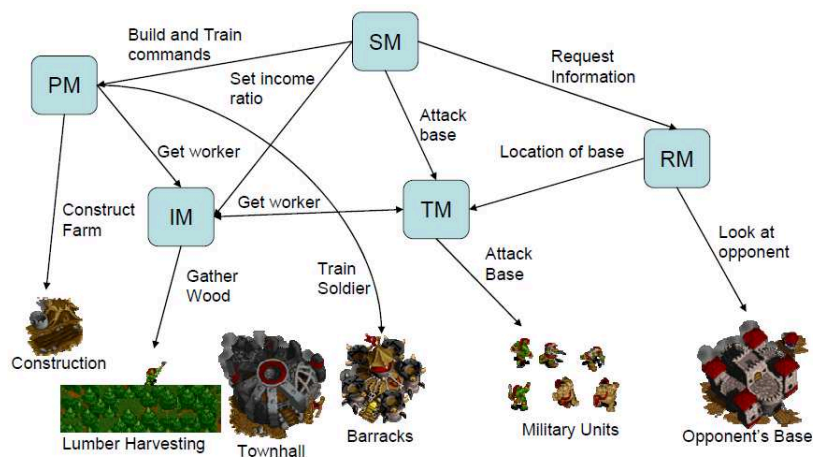 Build and Train
commands
SM
Request
Information
PM
Set income
ratio
Attack
base
Location of base
RM
Get worker
Construct
Farm
IM
Get worker
TM
Look at
opponent
Gather
Wood
Train
Soldier
Attack
Base
Construction
Lumber Harvesting
Townhall
Barracks
Military Units
Opponent's Base